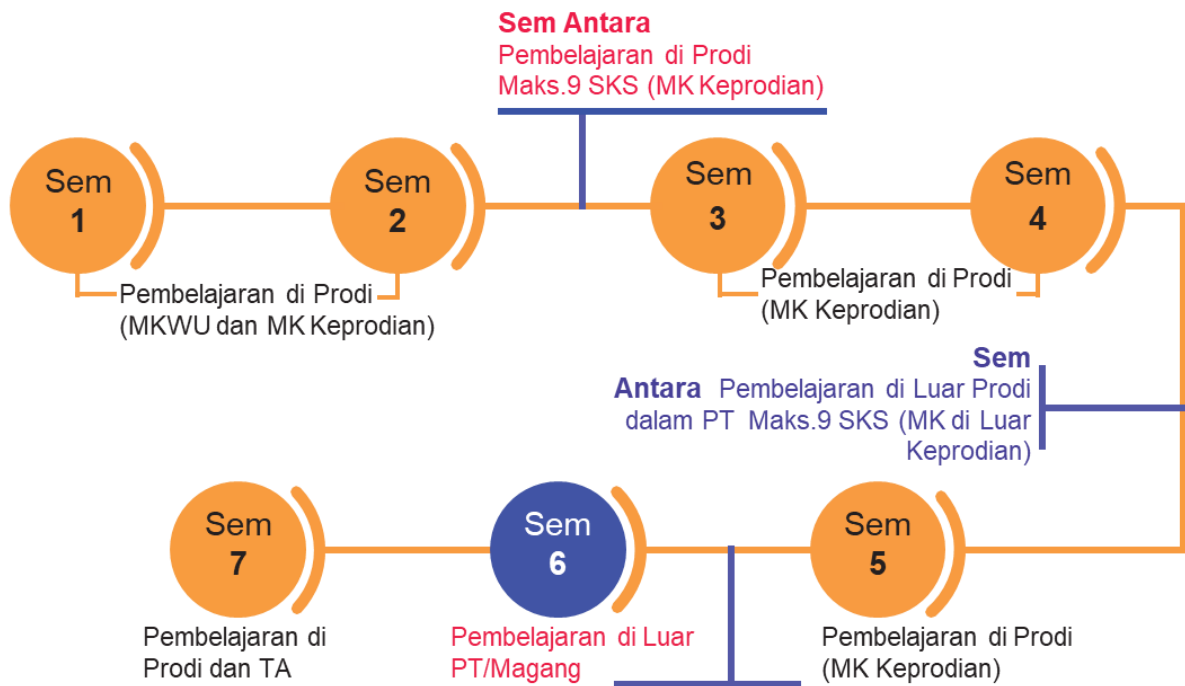 Sem Antara
Pembelajaran di Prodi
Maks.9 SKS (MK Keprodian)
Sem
1
Sem
2
Sem
3
Sem
4
Pembelajaran di Prodi
(MKWU dan MK Keprodian)
Pembelajaran di Prodi
(MK Keprodian)
Sem
Antara Pembelajaran di Luar Prodi
dalam PT Maks.9 SKS (MK di Luar
Keprodian)
Sem
7
Sem
6
Sem
5
Pembelajaran di
Prodi dan TA
Pembelajaran di Luar
PT/Magang
Pembelajaran di Prodi
(MK Keprodian)